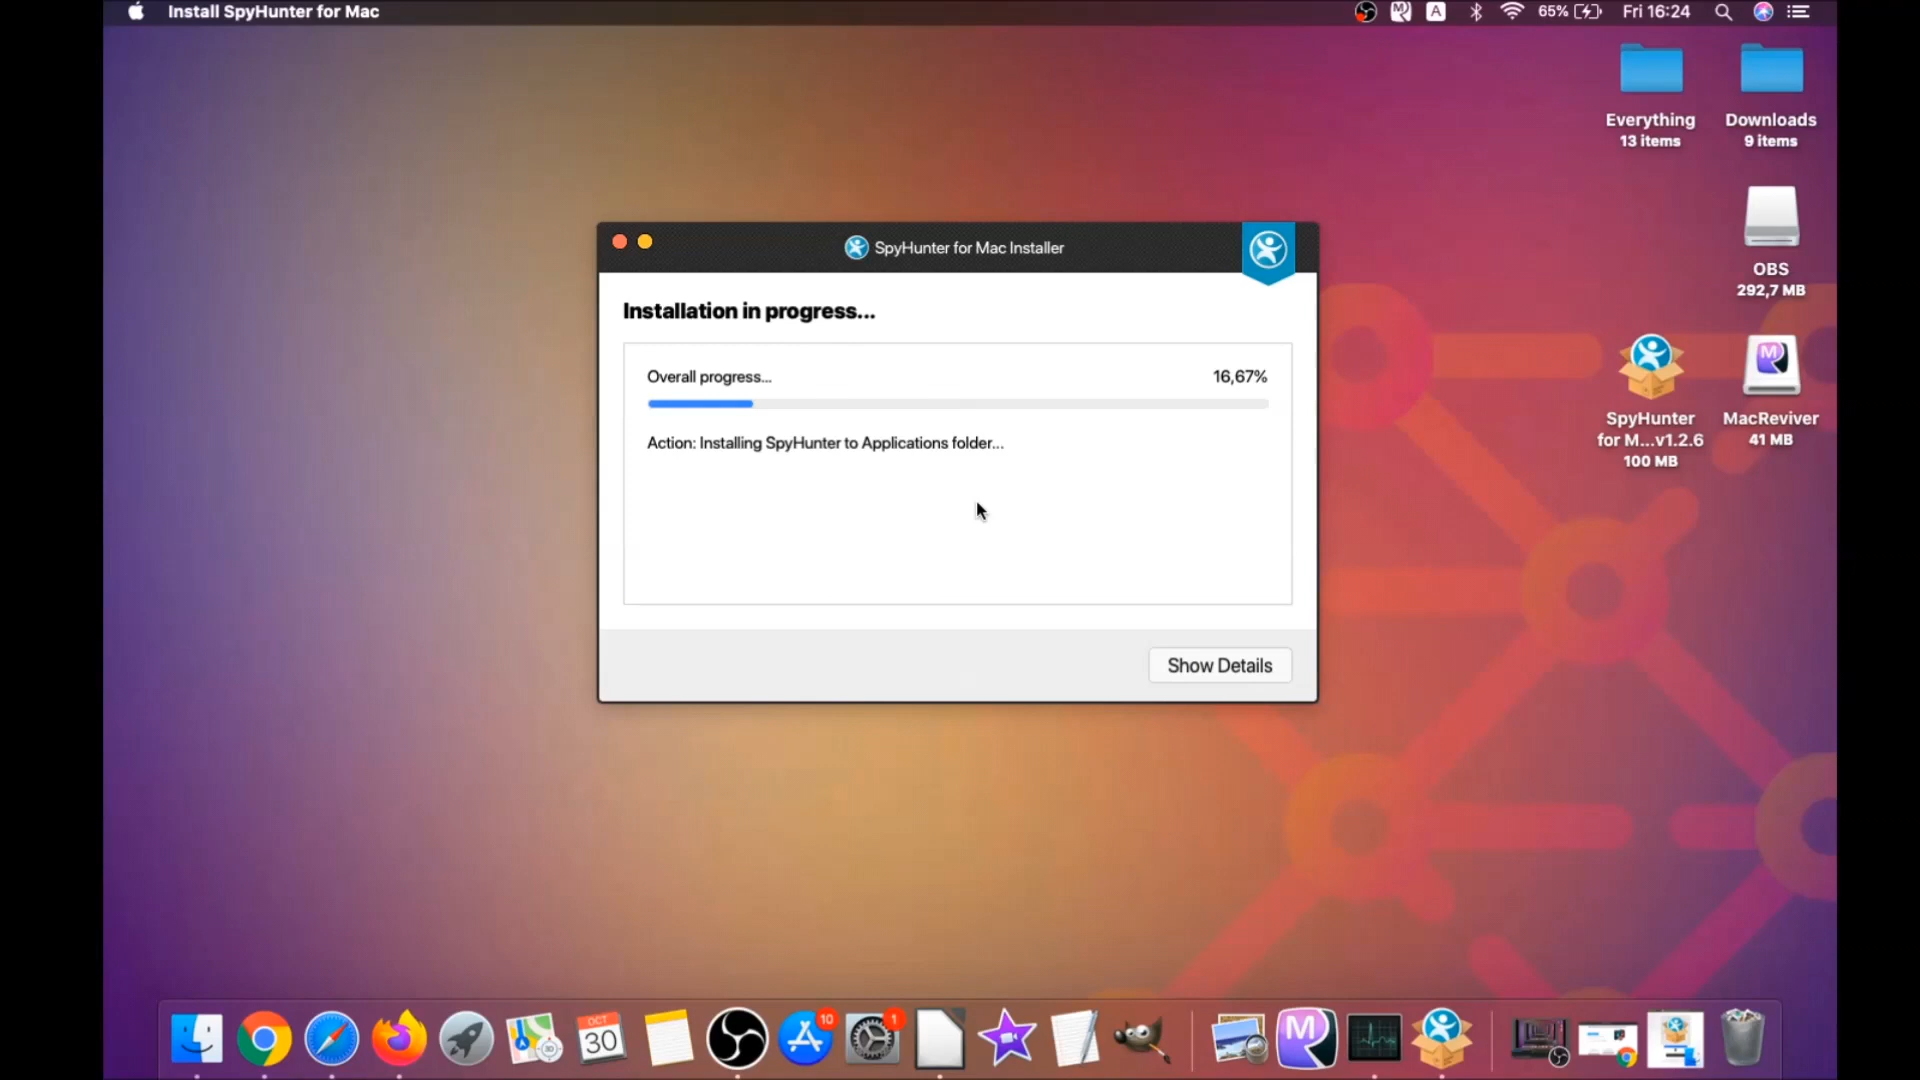 Install SpyHunter for Mac
A
65%
Fri 16:24
Everything
13 items
Downloads
9 items
OBS
292,7 MB
SpyHunter
for M...v1.2.6
100 MB
MacReviver
41 MB
SpyHunter for Mac Installer
Installation in progress...
Overall progress...
16,67%
Action: Installing SpyHunter to Applications folder...
Show Details
OCT
30
10
1
M